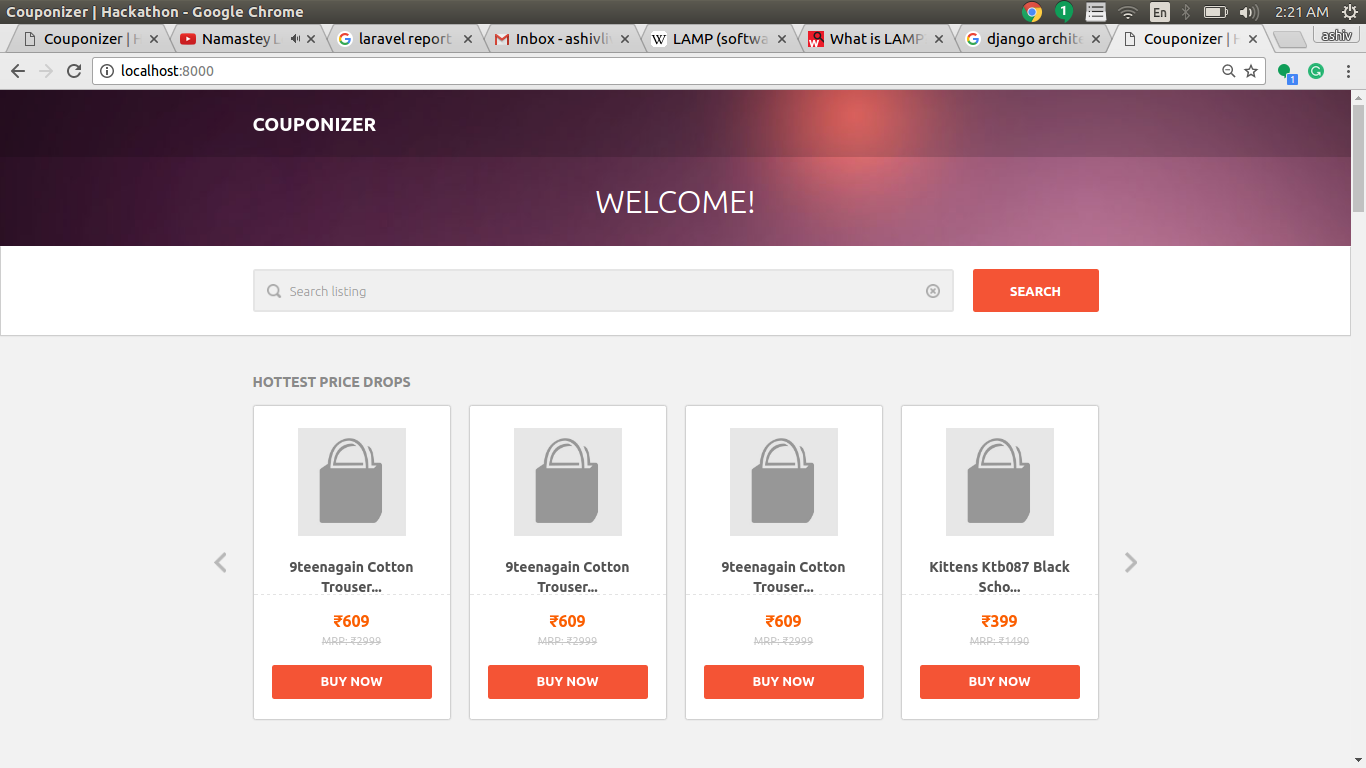 Couponizer | Hackathon - Google Chrome
1 En 2:21 AM
Couponizer | H Namastey L laravel report Inbox - ashivli LAMP (softwa What is LAMP django archite Couponizer | H ashiv
localhost:8000 1
COUPONIZER
WELCOME!
Search listing SEARCH
HOTTEST PRICE DROPS
9teenagain Cotton
Trouser...
₹609
MRP: ₹2999
BUY NOW
9teenagain Cotton
Trouser...
₹609
MRP: ₹2999
BUY NOW
9teenagain Cotton
Trouser...
₹609
MRP: ₹2999
BUY NOW
Kittens Ktb087 Black
Scho...
₹399
MRP: ₹1490
BUY NOW